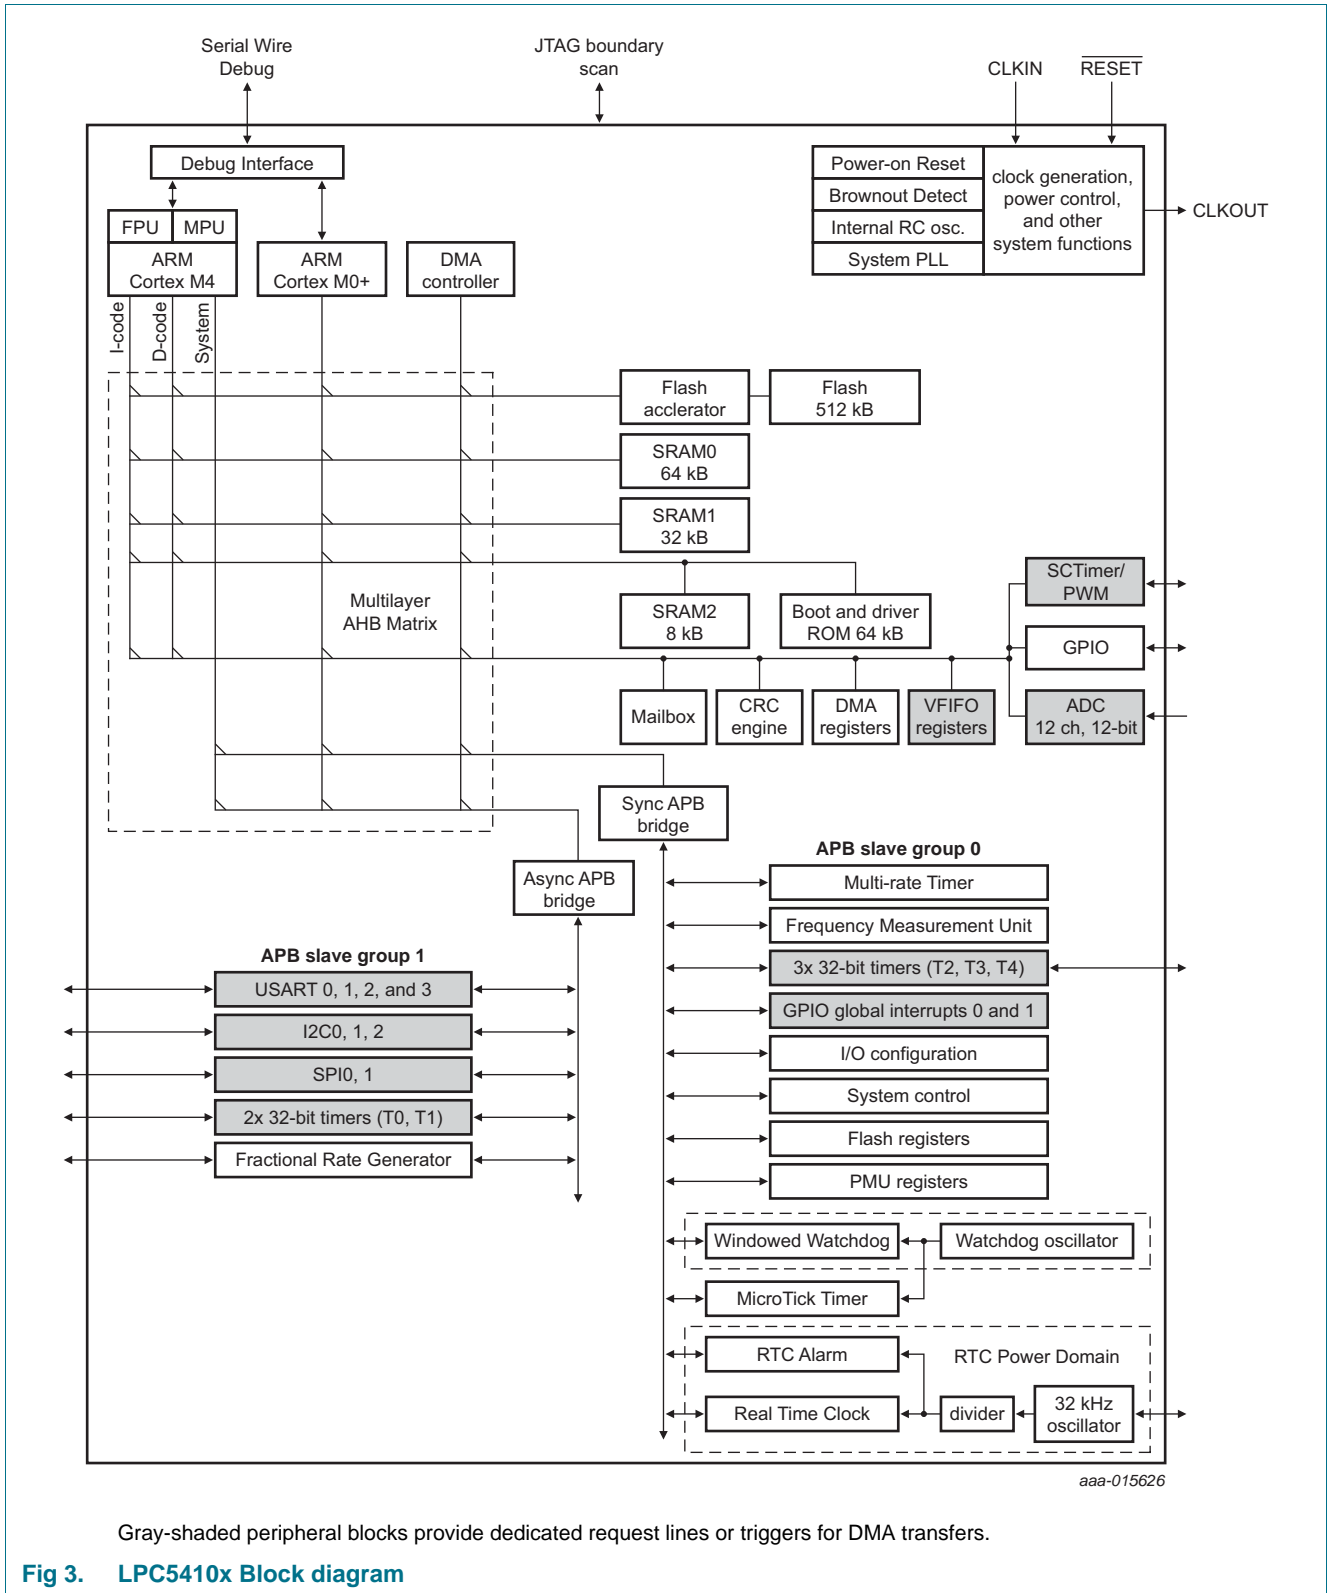 Serial Wire
Debug
JTAG boundary
scan
CLKIN
RESET
Debug Interface
FPU
MPU
ARM
Cortex M4
ARM
Cortex M0+
DMA
controller
Power-on Reset
Brownout Detect
Internal RC osc.
System PLL
clock generation,
power control,
and other
system functions
CLKOUT
I-code
D-code
System
Flash
acclerator
Flash
512 kB
SRAM0
64 kB
SRAM1
32 kB
Multilayer
AHB Matrix
SRAM2
8 kB
Boot and driver
ROM 64 kB
SCTimer/
PWM
GPIO
ADC
12 ch, 12-bit
Mailbox
CRC
engine
DMA
registers
VFIFO
registers
Sync APB
bridge
Async APB
bridge
APB slave group 0
Multi-rate Timer
Frequency Measurement Unit
3x 32-bit timers (T2, T3, T4)
GPIO global interrupts 0 and 1
I/O configuration
System control
Flash registers
PMU registers
APB slave group 1
USART 0, 1, 2, and 3
I2C0, 1, 2
SPI0, 1
2x 32-bit timers (T0, T1)
Fractional Rate Generator
Windowed Watchdog
Watchdog oscillator
MicroTick Timer
RTC Alarm
RTC Power Domain
Real Time Clock
divider
32 kHz
oscillator
aaa-015626
Gray-shaded peripheral blocks provide dedicated request lines or triggers for DMA transfers.
Fig 3. LPC5410x Block diagram